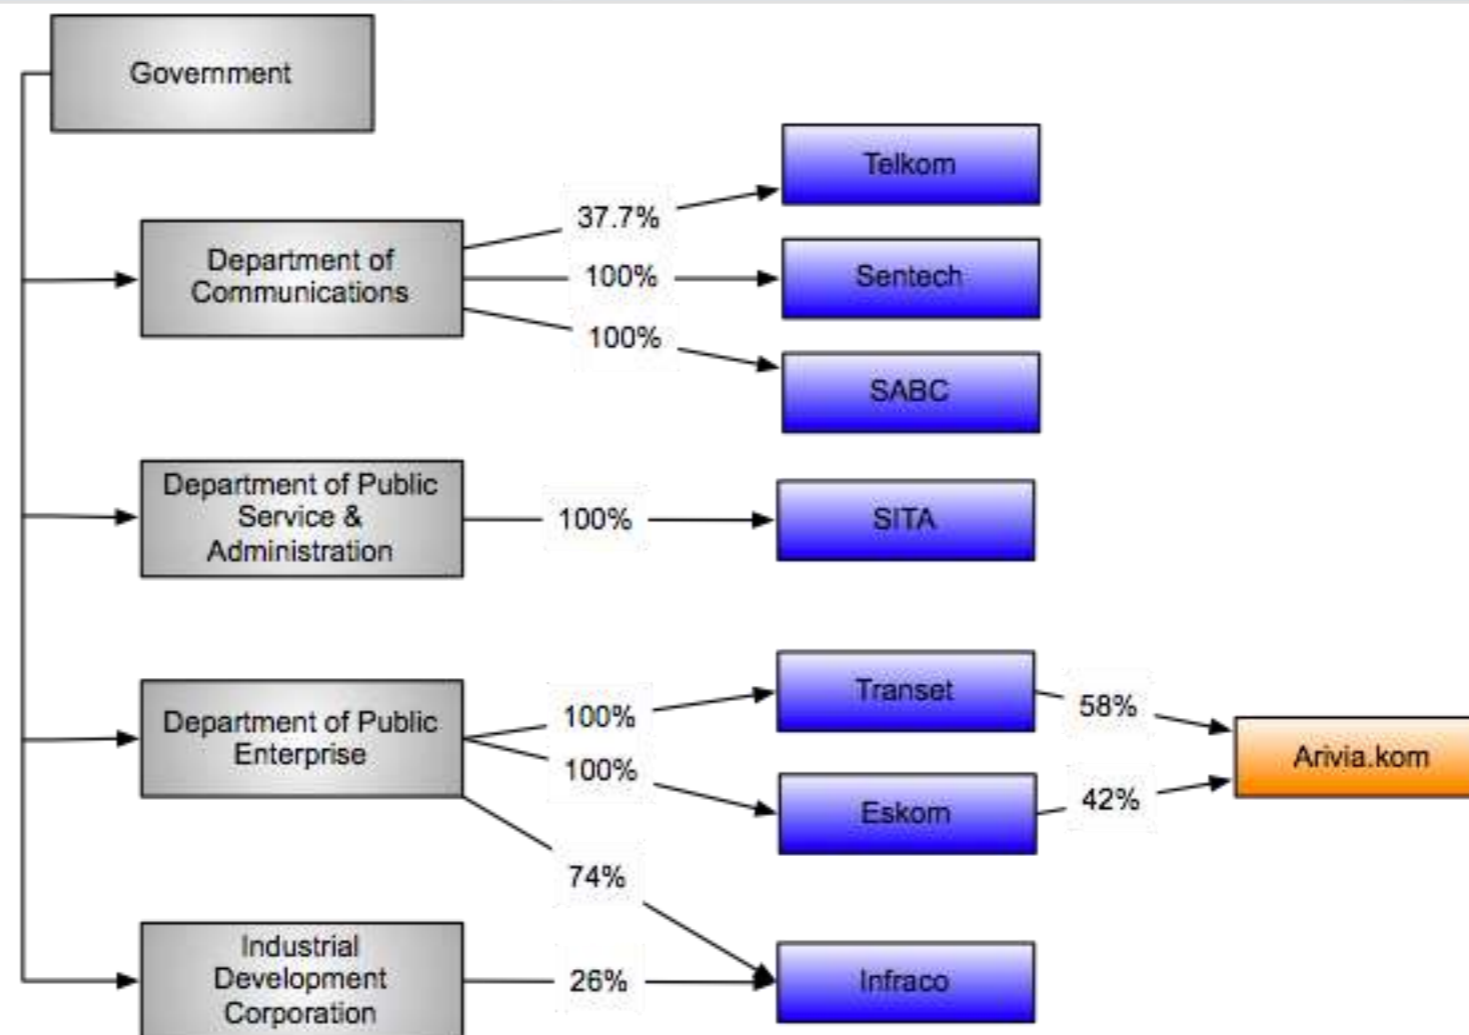 Government
Telkom
37.7%
Department of
Communications
100%
Sentech
100%
SABC
Department of Public
Service &
Administration
100%
SITA
Transet
58%
Department of Public
Enterprise
100%
100%
Arivia.kom
Eskom
42%
74%
Industrial
Development
Corporation
26%
Infraco